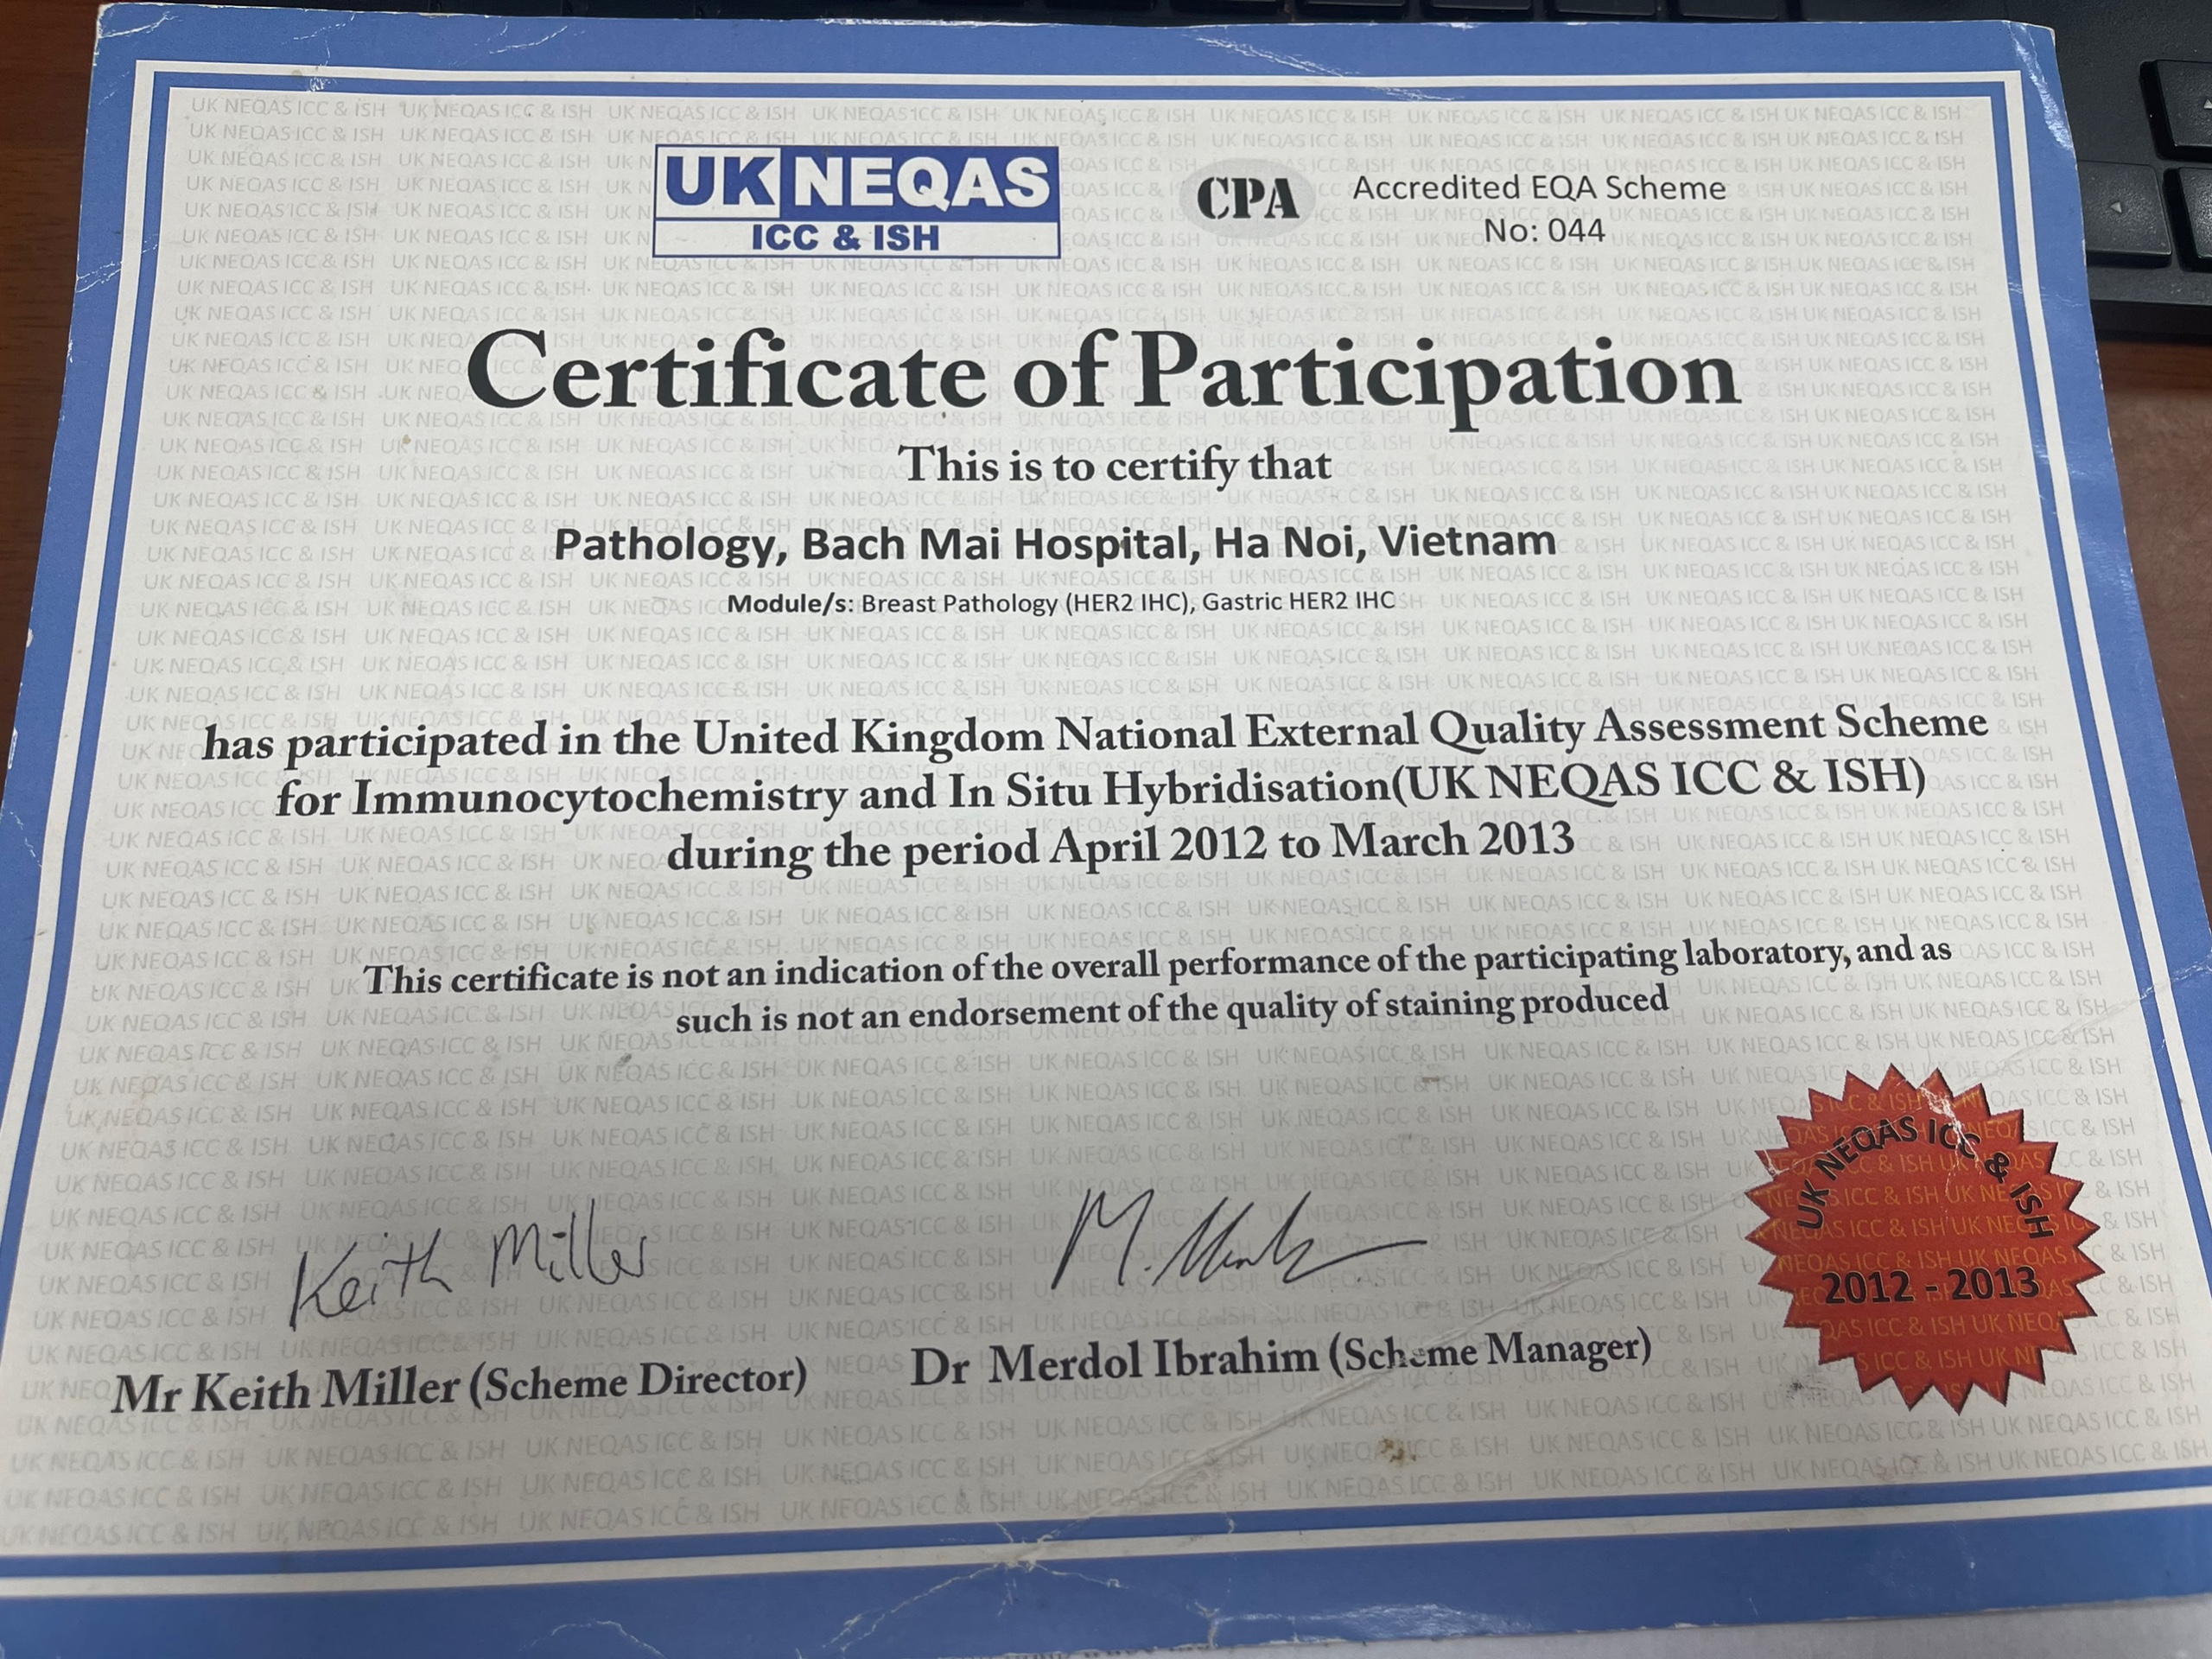 UK NEQAS
ICC & ISH
CPA
Accredited EQA Scheme
No: 044
Certificate of Participation
This is to certify that
Pathology, Bach Mai Hospital, Ha Noi, Vietnam
Module/s: Breast Pathology (HER2 IHC), Gastric HER2 IHC
has participated in the United Kingdom National External Quality Assessment Scheme
for Immunocytochemistry and In Situ Hybridisation(UK NEQAS ICC & ISH)
during the period April 2012 to March 2013
This certificate is not an indication of the overall performance of the participating laboratory, and as
such is not an endorsement of the quality of staining produced
Keith Miller
Mr Keith Miller (Scheme Director)
Dr Merdol Ibrahim (Scheme Manager)
UK NEQAS ICC & ISH
2012 - 2013